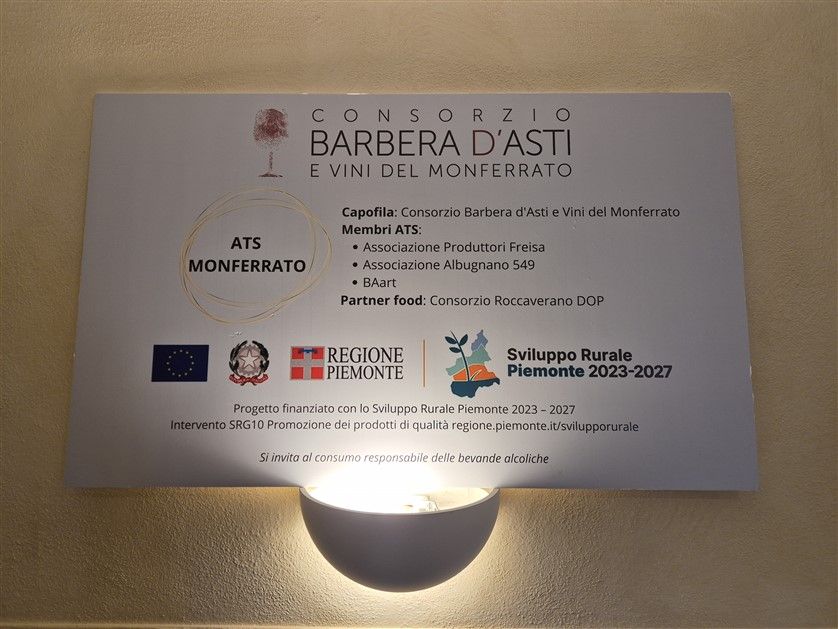 CONSORZIO
BARBERA D'ASTI
E VINI DEL MONFERRATO
ATS
MONFERRATO
Capofila: Consorzio Barbera d'Asti e Vini del Monferrato
Membri ATS:
• Associazione Produttori Freisa
• Associazione Albugnano 549
• BAart
Partner food: Consorzio Roccaverano DOP
REGIONE
PIEMONTE
Sviluppo Rurale
Piemonte 2023-2027
Progetto finanziato con lo Sviluppo Rurale Piemonte 2023 – 2027
Intervento SRG10 Promozione dei prodotti di qualità regione.piemonte.it/svilupporurale
Si invita al consumo responsabile delle bevande alcoliche